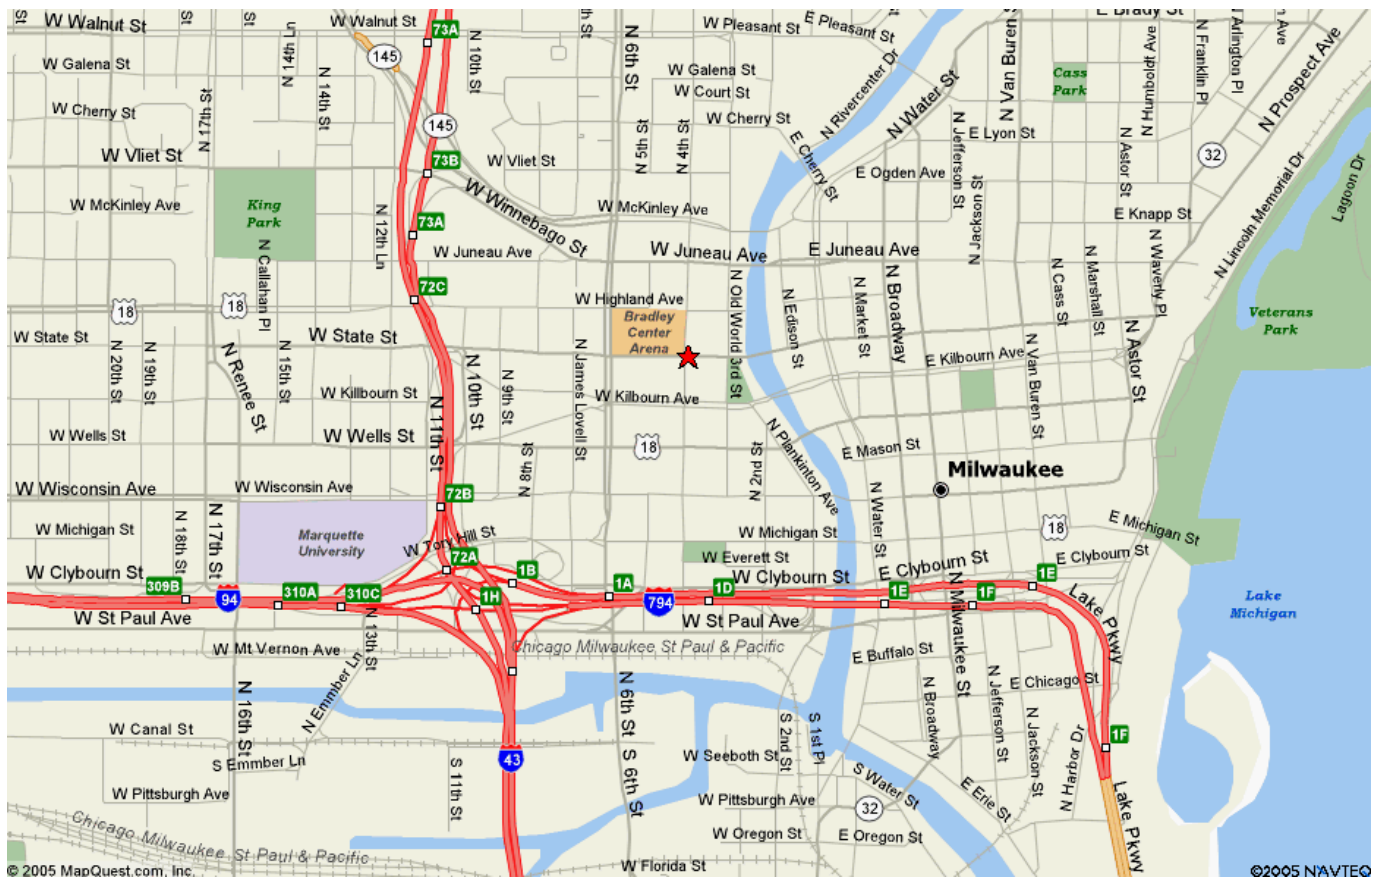 St
W Walnut St
N 14th Ln
W Walnut St
73A
N 10th St
th St
N 6th St
W Pleasant St
E Pleasant St
N Van Buren St
E Brady St
N Humboldt Ave
N Franklin Pl
N Arlington Pl
n Ave
N Prospect Ave
145
W Galena St
N 14th St
W Galena St
W Court St
N Rivercenter Dr
N Water St
Cass
Park
W Cherry St
N 17th St
145
W Cherry St
E Cherry St
N Jefferson St
E Lyon St
N Astor St
32
W Vliet St
73B
W Vliet St
N 5th St
N 4th St
E Ogden Ave
N Jackson St
N Lincoln Memorial Dr
Lagoon Dr
W McKinley Ave
King
Park
N 12th Ln
73A
W Winnebago St
W McKinley Ave
E Knapp St
N Callahan Pl
W Juneau Ave
W Juneau Ave
E Juneau Ave
N Waverly Pl
18
18
72C
W Highland Ave
N Old World 3rd St
N Edison St
N Market St
N Broadway
N Cass St
N Marshall St
Bradley
Center
Arena
Veterans
Park
W State St
N 20th St
N 19th St
N Renee St
N 15th St
W State St
N 10th St
N 9th St
N James Lovell St
E Kilbourn Ave
N Van Buren St
N Astor St
W Killbourn St
N 11th St
W Kilbourn Ave
W Wells St
W Wells St
N 8th St
18
N 2nd St
N Plankinton Ave
E Mason St
Milwaukee
W Wisconsin Ave
W Wisconsin Ave
72B
N Water St
18
E Michigan St
W Michigan St
N 18th St
N 17th St
Marquette
University
W Tory Hill St
W Michigan St
W Everett St
E Clybourn St
E Clybourn St
W Clybourn St
309B
94
310A
310C
72A
1H
1B
1A
794
1D
W Clybourn St
1E
N Milwaukee St
1F
1E
Lake Pkwy
Lake
Michigan
W St Paul Ave
N 13th St
W St Paul Ave
W Mt Vernon Ave
Chicago Milwaukee St Paul & Pacific
E Buffalo St
N 16th St
N Emmber Ln
N 6th St
N Broadway
N Jefferson St
E Chicago St
W Canal St
S Emmber Ln
43
S 6th St
S 2nd St
S 1st Pl
N Jackson St
N Harbor Dr
1F
W Seeboth St
S 11th St
S Water St
E Erie St
Lake Pkwy
W Pittsburgh Ave
W Pittsburgh Ave
32
Chicago Milwaukee St Paul & Pacific
W Oregon St
E Oregon St
W Florida St
© 2005 MapQuest.com, Inc.
©2005 NAVTEQ